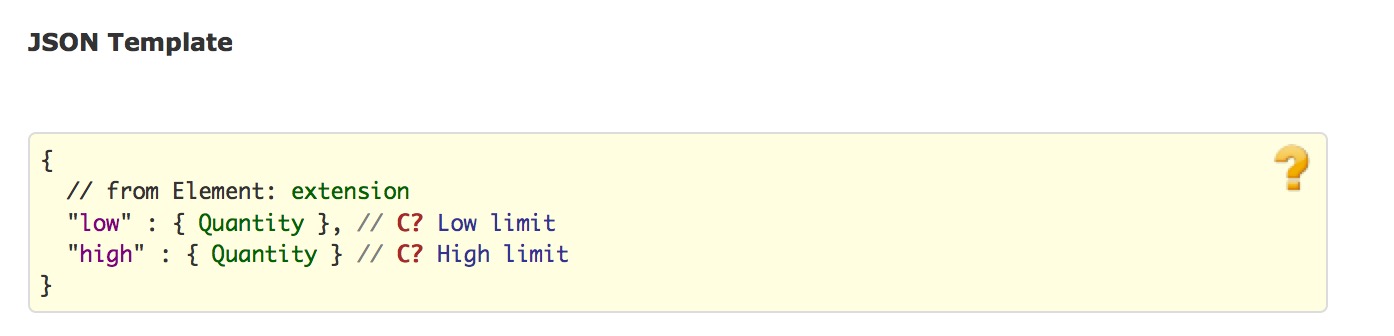 JSON Template
{
  // from Element: extension
  "low" : { Quantity }, // C? Low limit
  "high" : { Quantity } // C? High limit
}
?